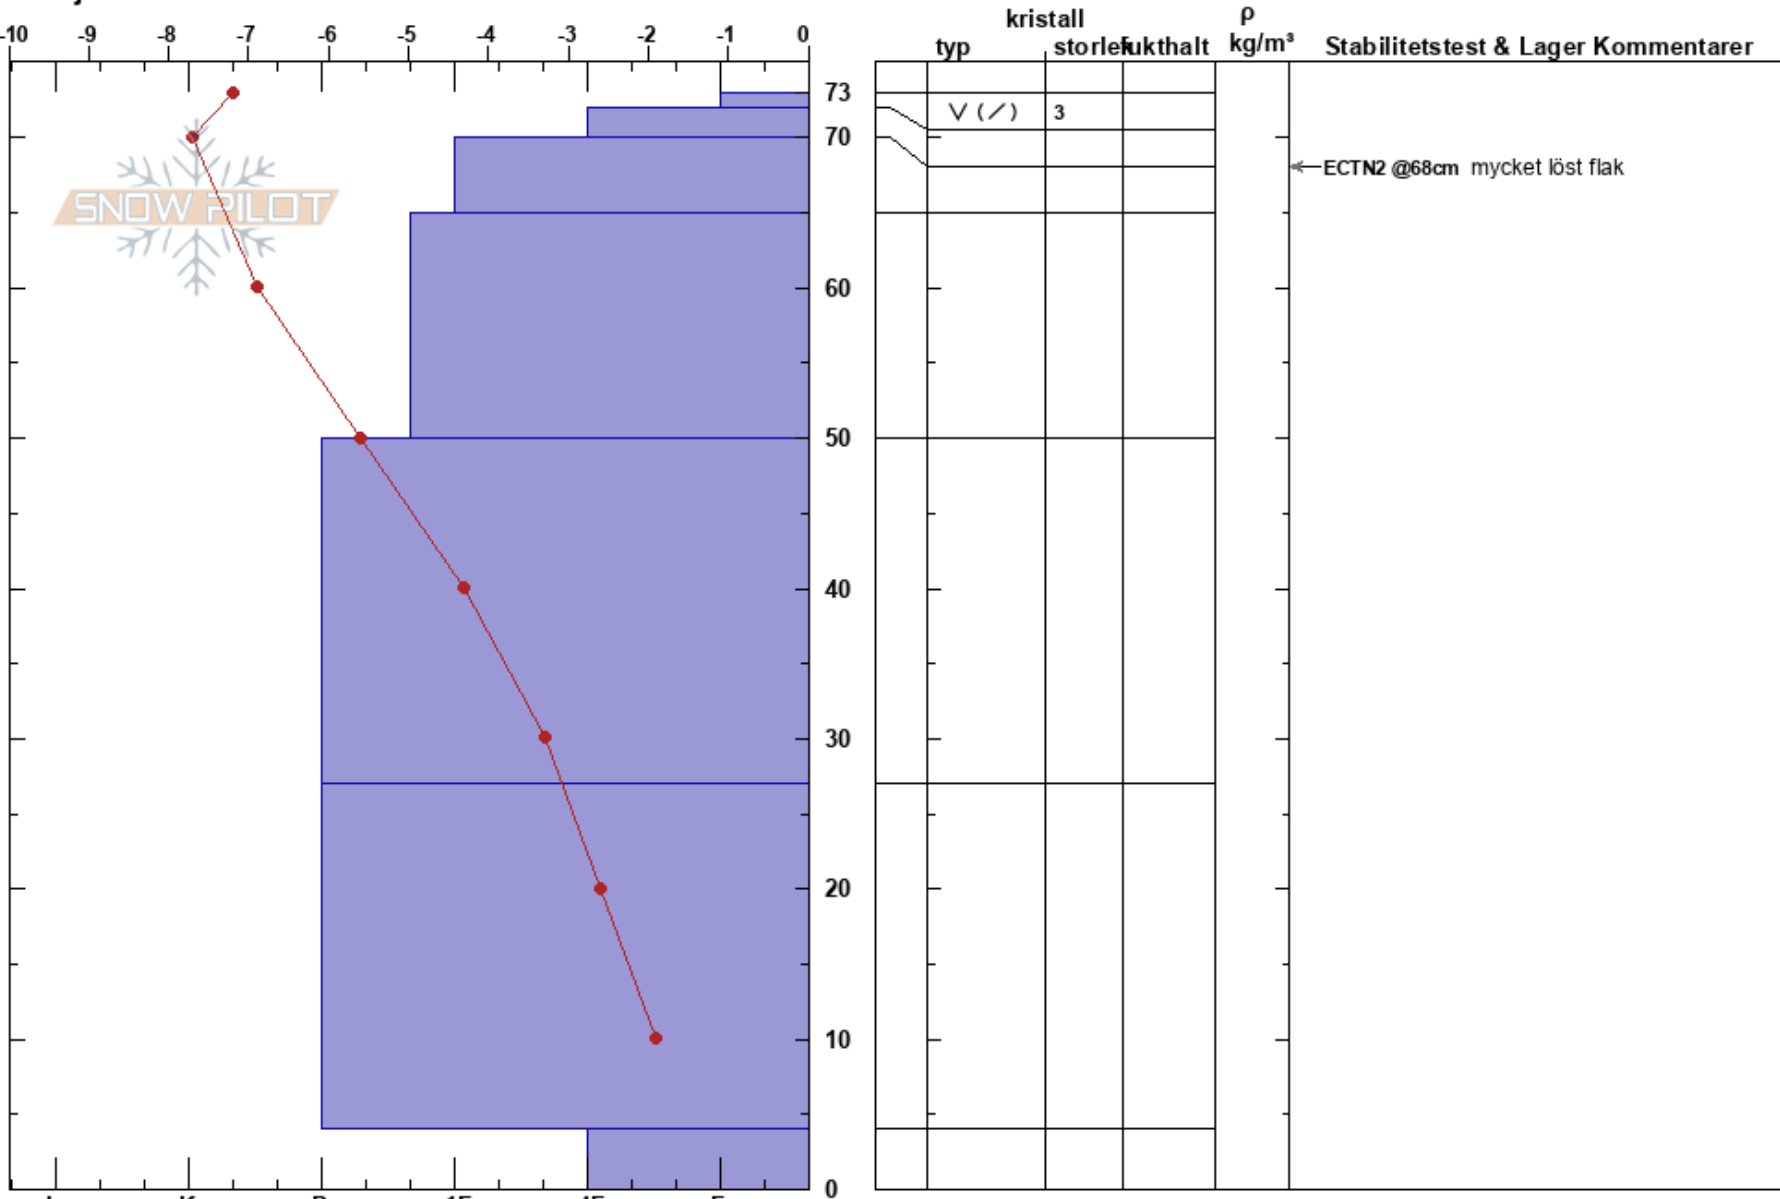 kristall ρ
-10 -9 -8 -7 -6 -5 -4 -3 -2 -1 0 typ storlek fukthalt kg/m³ Stabilitetstest & Lager Kommentarer
73
V (/) 3
70
ECTN2 @68cm mycket löst flak
SNOW PILOT
60
50
40
30
20
10
0